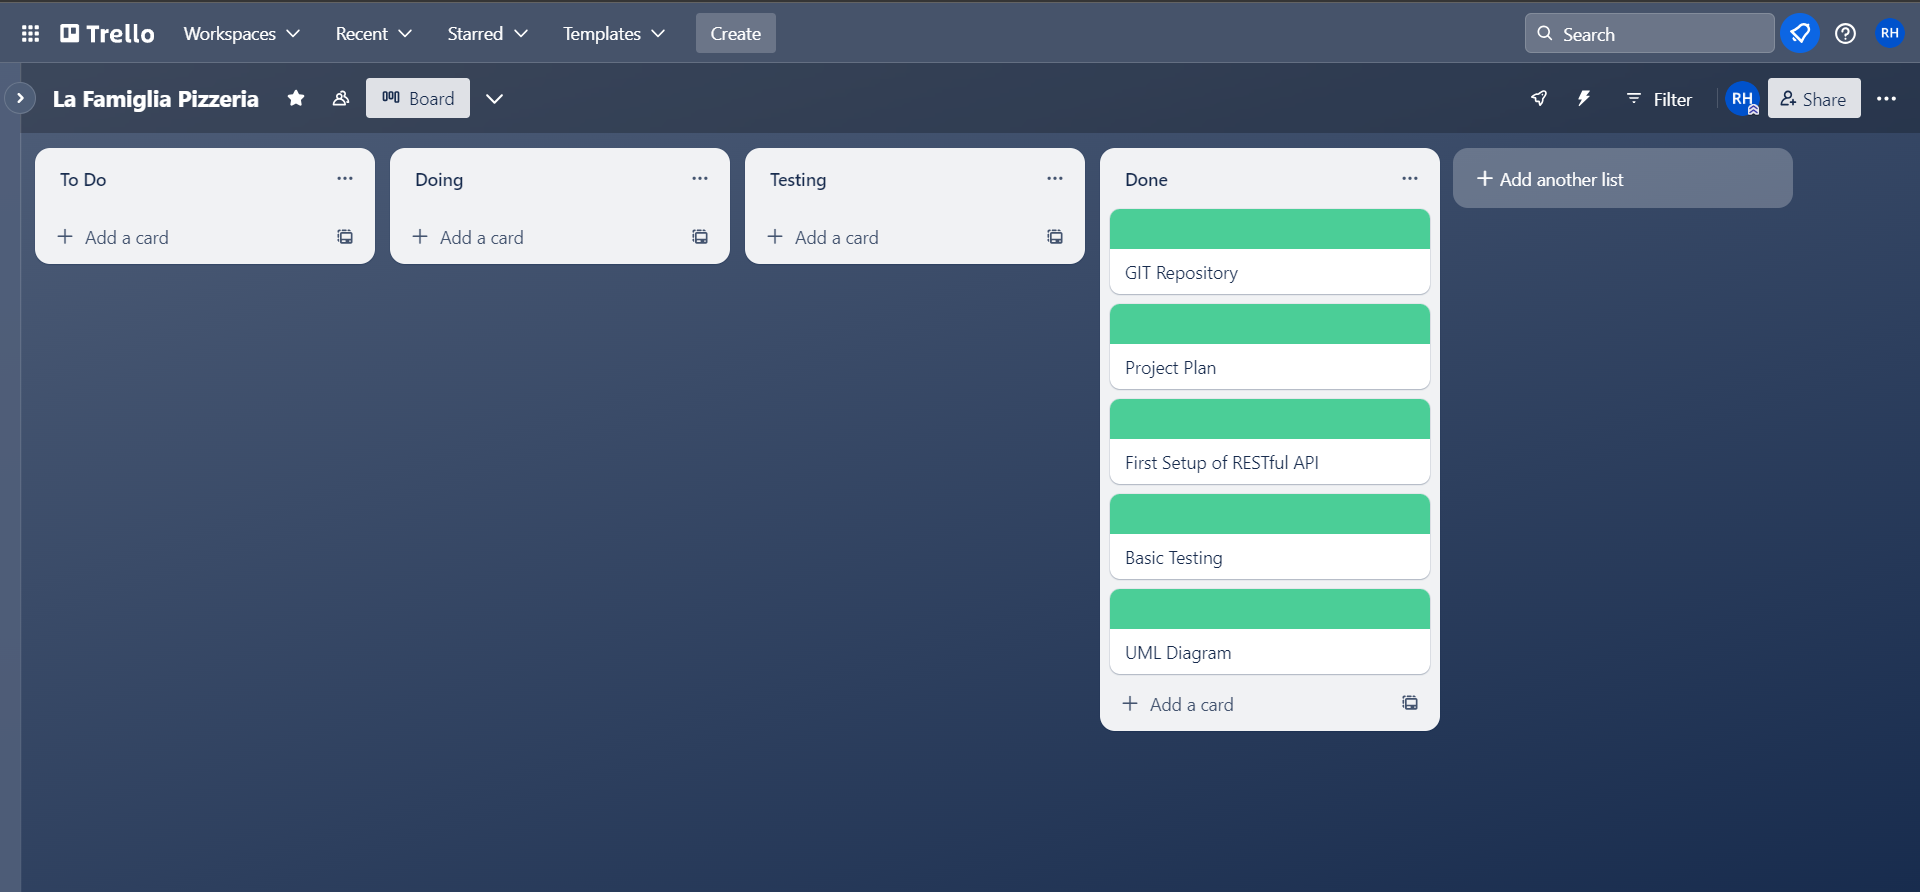 Trello Workspaces Recent Starred Templates Create Search RH
La Famiglia Pizzeria Board Filter RH Share
To Do
Add a card
Doing
Add a card
Testing
Add a card
Done
GIT Repository
Project Plan
First Setup of RESTful API
Basic Testing
UML Diagram
Add a card
Add another list